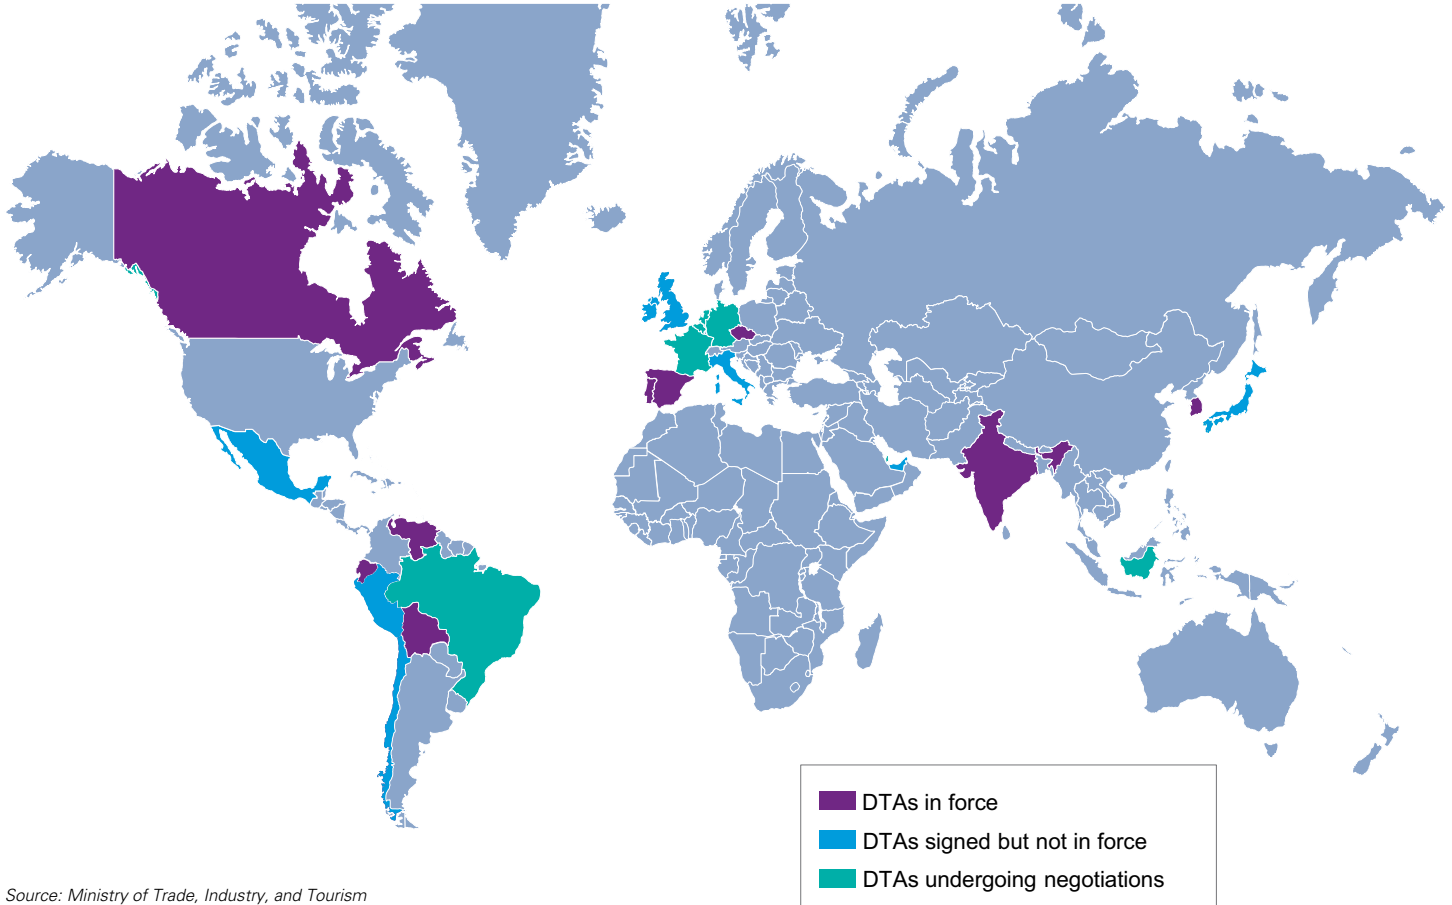 DTAs in force
DTAs signed but not in force
DTAs undergoing negotiations
Source: Ministry of Trade, Industry, and Tourism